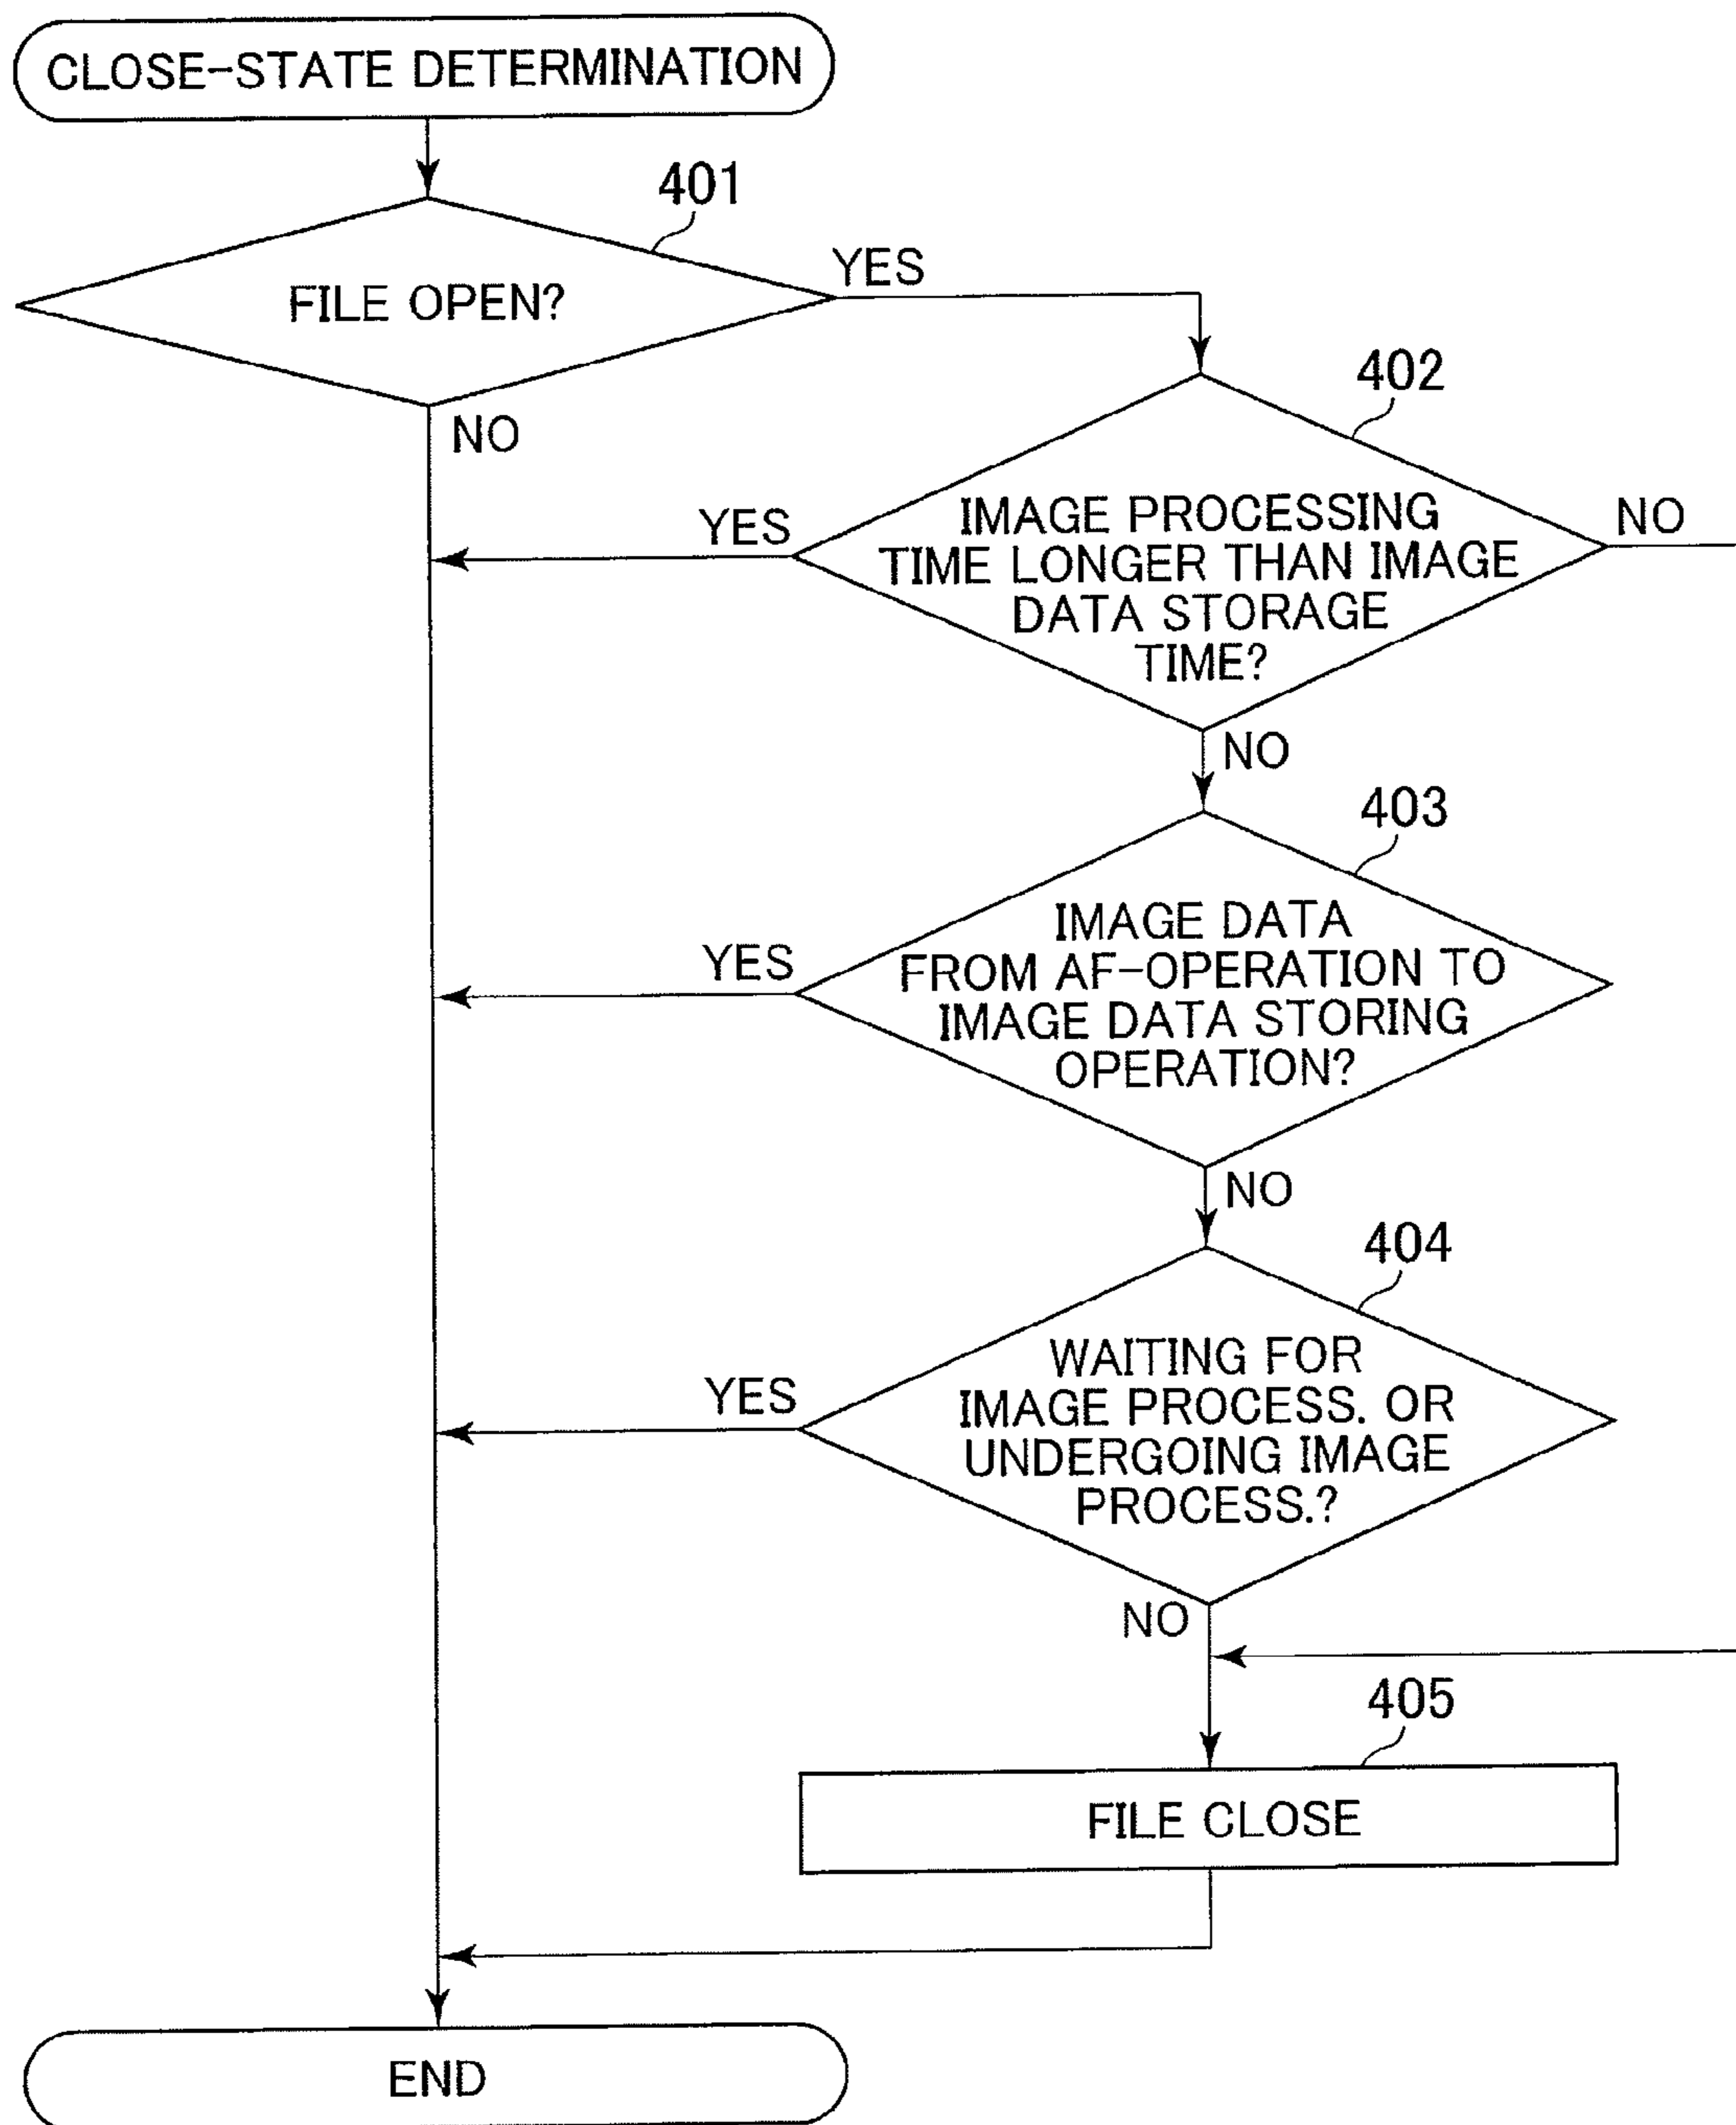 CLOSE-STATE DETERMINATION
401
FILE OPEN?
YES
NO
402
IMAGE PROCESSING
TIME LONGER THAN IMAGE
DATA STORAGE
TIME?
YES
NO
NO
403
IMAGE DATA
FROM AF-OPERATION TO
IMAGE DATA STORING
OPERATION?
YES
NO
404
WAITING FOR
IMAGE PROCESS. OR
UNDERGOING IMAGE
PROCESS.?
YES
NO
405
FILE CLOSE
END